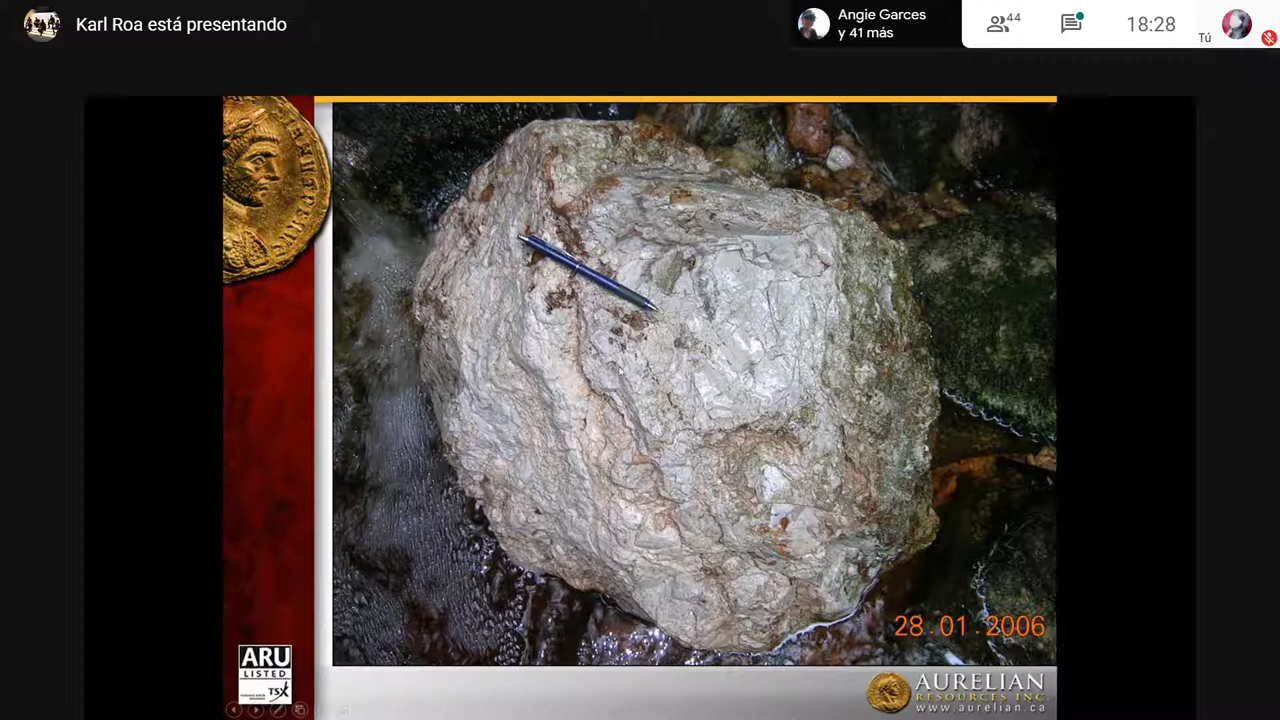 Karl Roa está presentando
Angie Garces
y 41 más
44
18:28
Tú
28.01.2006
ARU
LISTED
TSX
AURELIAN
RESOURCES INC.
www.aurelian.ca